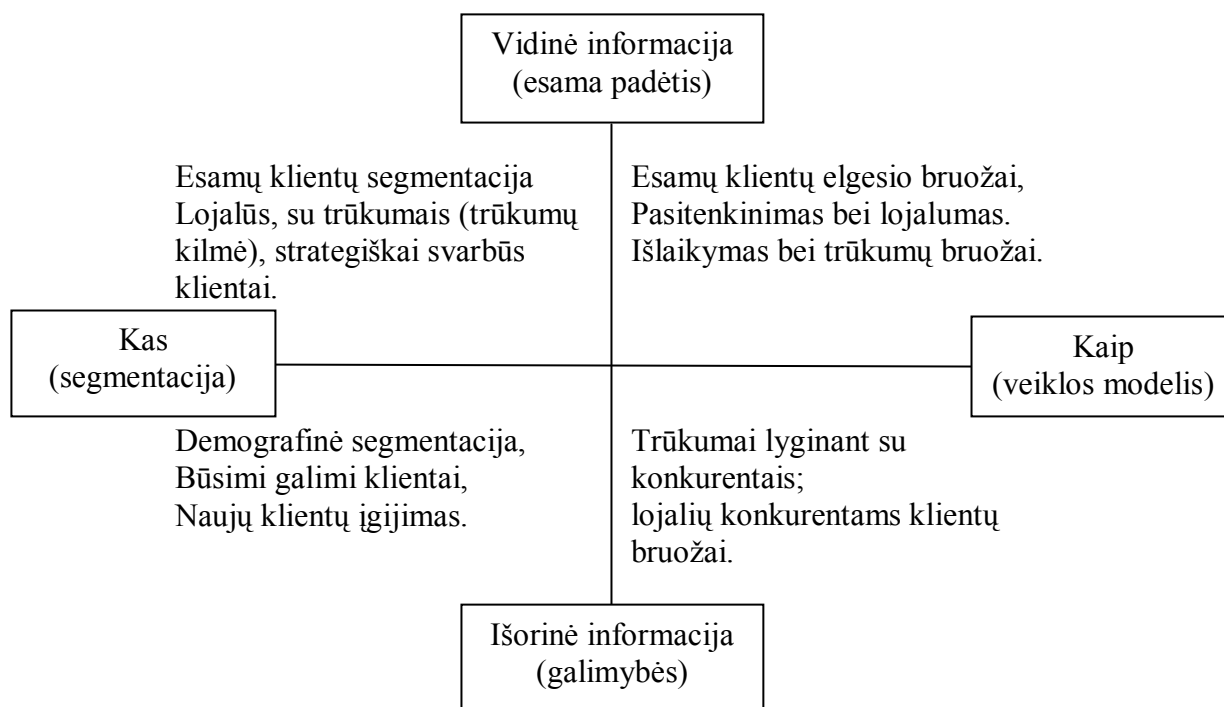 Vidinė informacija
(esama padėtis)
Esamų klientų segmentacija
Lojalūs, su trūkumais (trūkumų
kilmė), strategiškai svarbūs
klientai.
Esamų klientų elgesio bruožai,
Pasitenkinimas bei lojalumas.
Išlaikymas bei trūkumų bruožai.
Kas
(segmentacija)
Kaip
(veiklos modelis)
Demografinė segmentacija,
Būsimi galimi klientai,
Naujų klientų įgijimas.
Trūkumai lyginant su
konkurentais;
lojalių konkurentams klientų
bruožai.
Išorinė informacija
(galimybės)